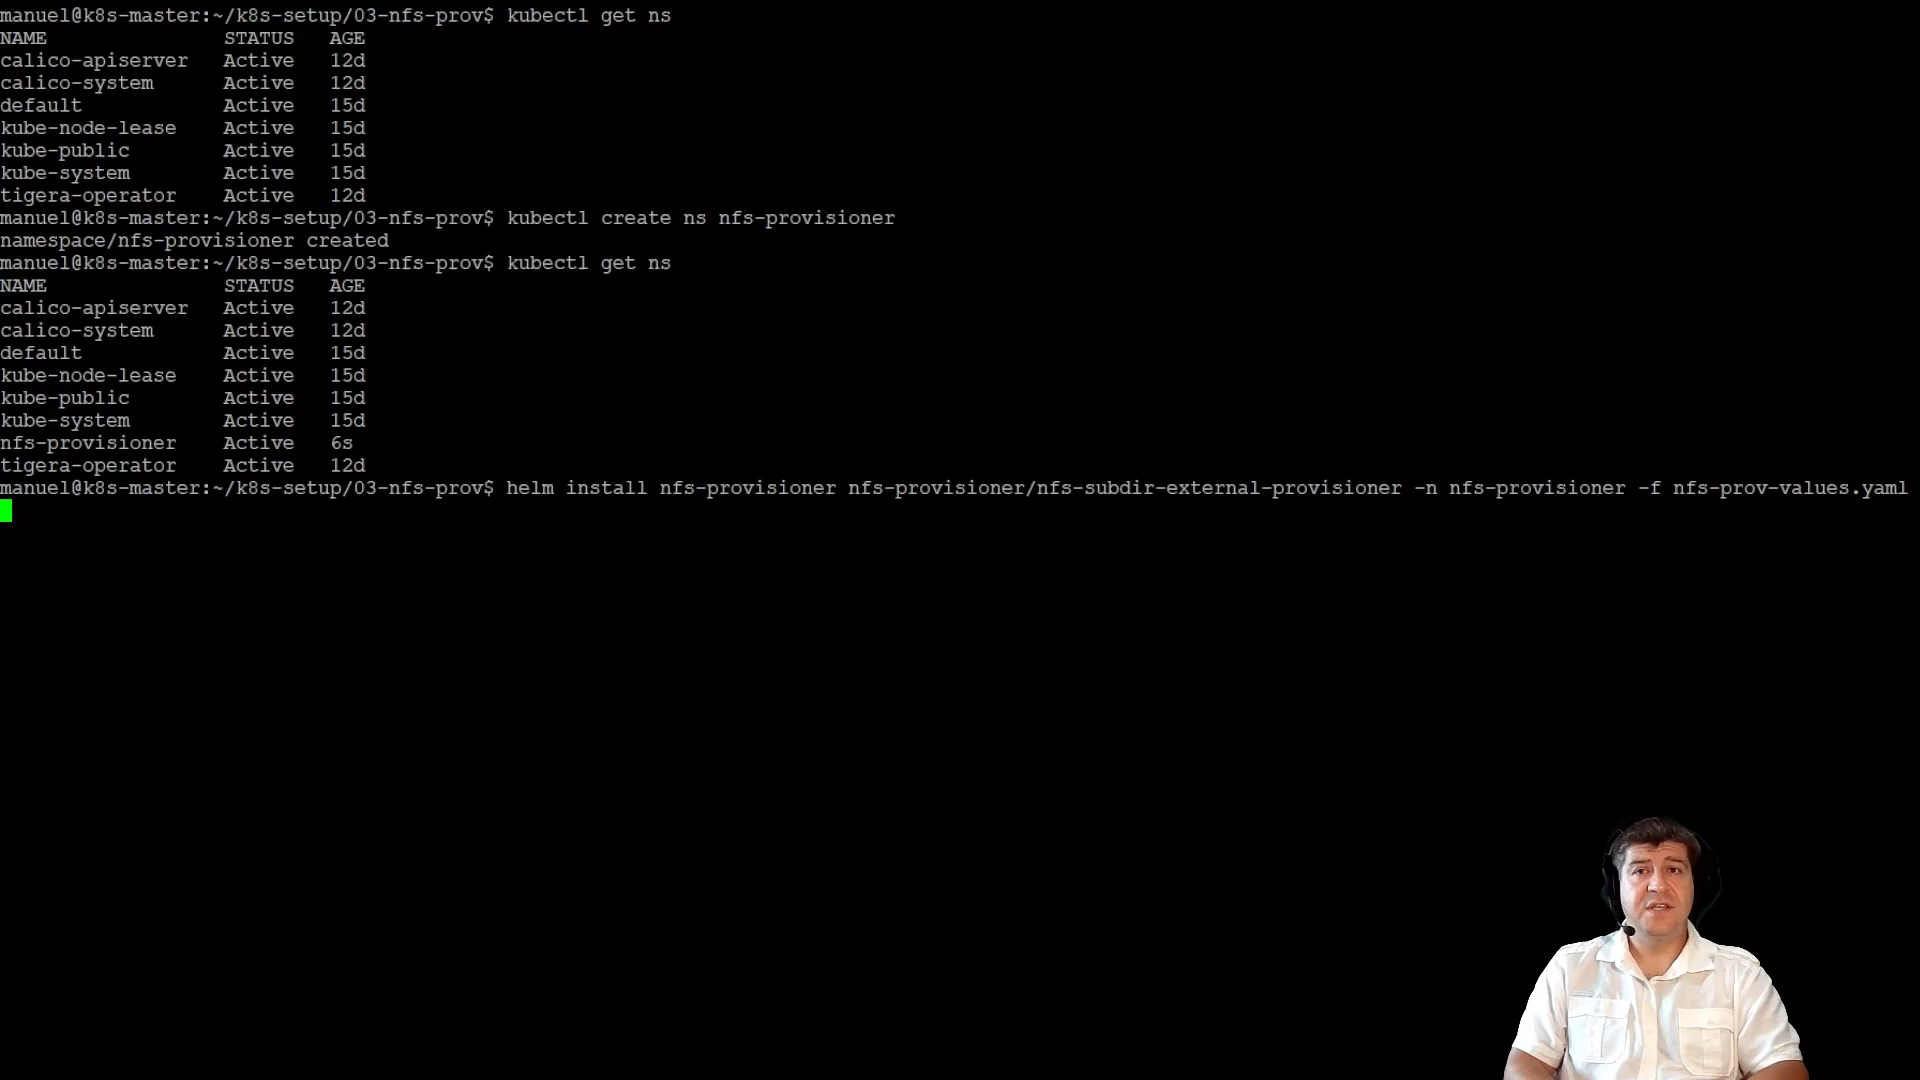 manuel@k8s-master:~/k8s-setup/03-nfs-prov$ kubectl get ns
NAME               STATUS   AGE
calico-apiserver   Active   12d
calico-system      Active   12d
default            Active   15d
kube-node-lease    Active   15d
kube-public        Active   15d
kube-system        Active   15d
tigera-operator    Active   12d
manuel@k8s-master:~/k8s-setup/03-nfs-prov$ kubectl create ns nfs-provisioner
namespace/nfs-provisioner created
manuel@k8s-master:~/k8s-setup/03-nfs-prov$ kubectl get ns
NAME               STATUS   AGE
calico-apiserver   Active   12d
calico-system      Active   12d
default            Active   15d
kube-node-lease    Active   15d
kube-public        Active   15d
kube-system        Active   15d
nfs-provisioner    Active   6s
tigera-operator    Active   12d
manuel@k8s-master:~/k8s-setup/03-nfs-prov$ helm install nfs-provisioner nfs-provisioner/nfs-subdir-external-provisioner -n nfs-provisioner -f nfs-prov-values.yaml